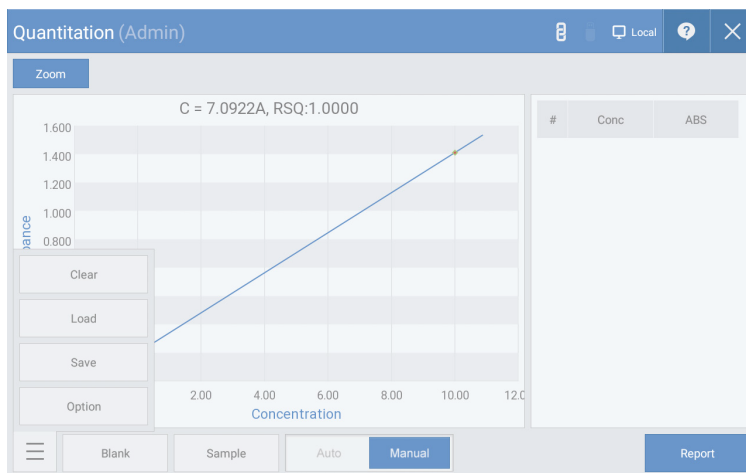 Quantitation (Admin)
Local
?
Zoom
C = 7.0922A, RSQ:1.0000
# Conc ABS
1.600
1.400
1.200
1.000
0.800
Clear
Load
Save
Option
2.00 4.00 6.00 8.00 10.00
Concentration
Blank Sample Auto Manual Report